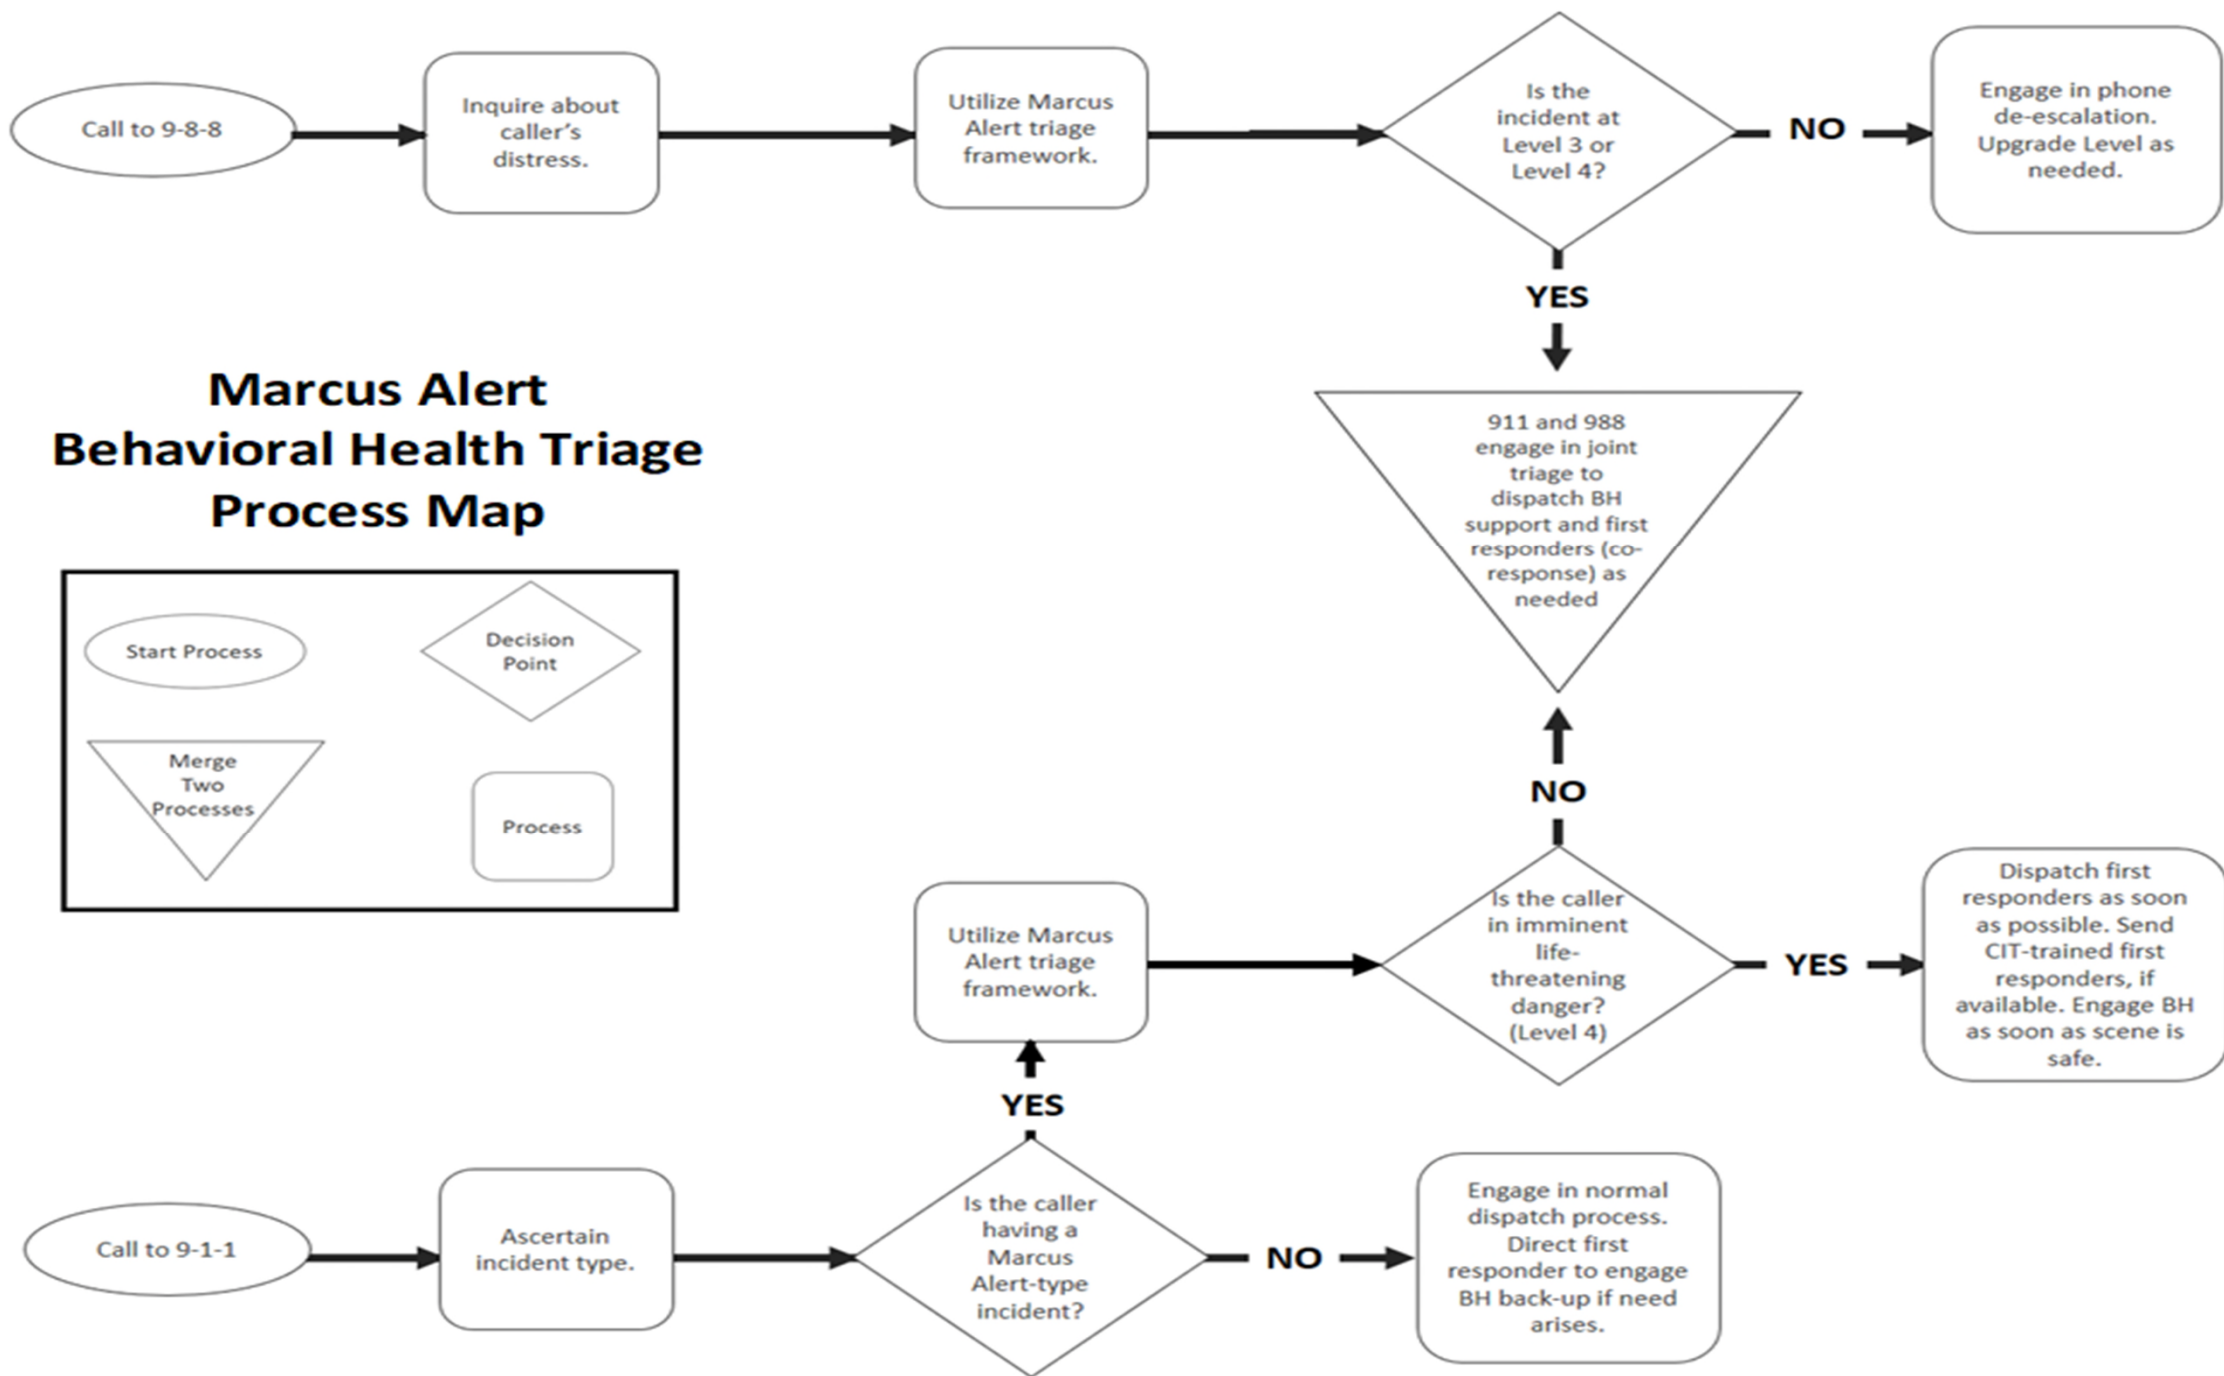 Call to 9-8-8
Inquire about
caller's
distress.
Utilize Marcus
Alert triage
framework.
Is the
incident at
Level 3 or
Level 4?
NO
Engage in phone
de-escalation.
Upgrade Level as
needed.
YES
911 and 988
engage in joint
triage to
dispatch BH
support and first
responders (co-
response) as
needed
Marcus Alert
Behavioral Health Triage
Process Map
Start Process
Decision
Point
Merge
Two
Processes
Process
NO
Utilize Marcus
Alert triage
framework.
Is the caller
in imminent
life-
threatening
danger?
(Level 4)
YES
Dispatch first
responders as soon
as possible. Send
CIT-trained first
responders, if
available. Engage BH
as soon as scene is
safe.
YES
Call to 9-1-1
Ascertain
incident type.
Is the caller
having a
Marcus
Alert-type
incident?
NO
Engage in normal
dispatch process.
Direct first
responder to engage
BH back-up if need
arises.